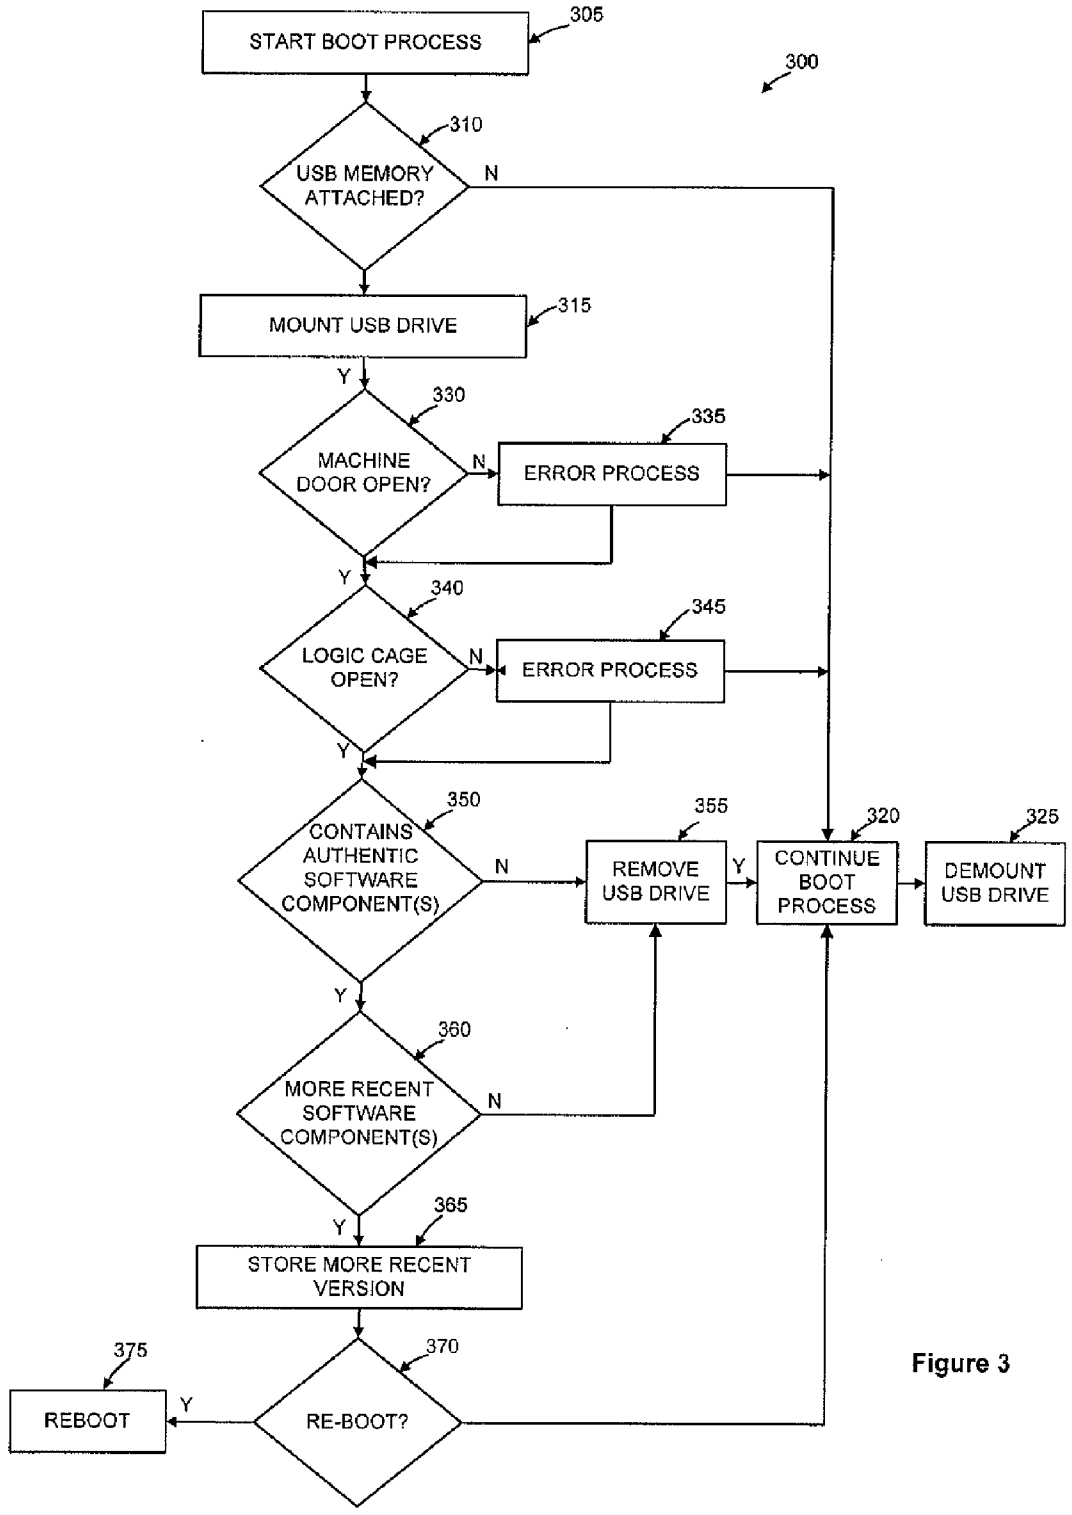 START BOOT PROCESS
305
300
310
USB MEMORY
ATTACHED?
N
MOUNT USB DRIVE
315
Y
330
MACHINE
DOOR OPEN?
N
335
ERROR PROCESS
Y
340
LOGIC CAGE
OPEN?
N
345
ERROR PROCESS
Y
350
CONTAINS
AUTHENTIC
SOFTWARE
COMPONENT(S)
N
355
REMOVE
USB DRIVE
Y
320
CONTINUE
BOOT
PROCESS
325
DEMOUNT
USB DRIVE
Y
360
MORE RECENT
SOFTWARE
COMPONENT(S)
N
Y
365
STORE MORE RECENT
VERSION
370
RE-BOOT?
Y
375
REBOOT
Figure 3